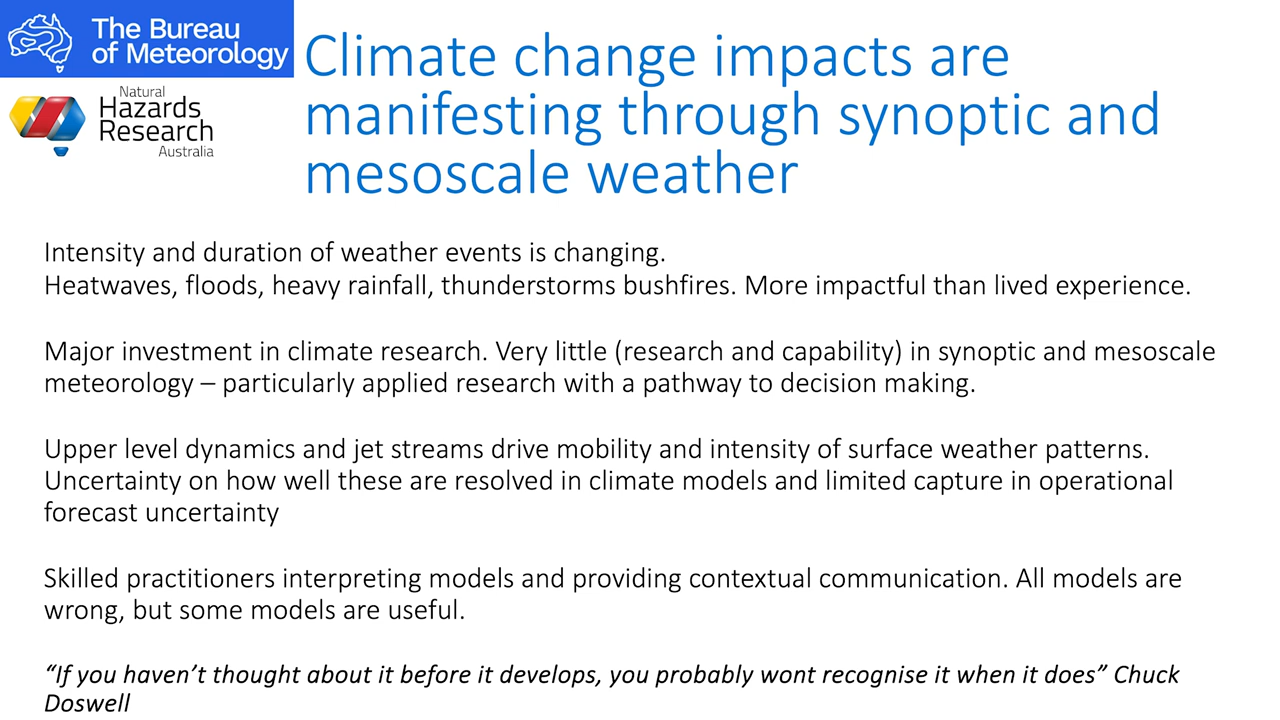 The Bureau
of Meteorology
Natural
Hazards
Research
Australia
Climate change impacts are
manifesting through synoptic and
mesoscale weather
Intensity and duration of weather events is changing.
Heatwaves, floods, heavy rainfall, thunderstorms bushfires. More impactful than lived experience.
Major investment in climate research. Very little (research and capability) in synoptic and mesoscale
meteorology – particularly applied research with a pathway to decision making.
Upper level dynamics and jet streams drive mobility and intensity of surface weather patterns.
Uncertainty on how well these are resolved in climate models and limited capture in operational
forecast uncertainty
Skilled practitioners interpreting models and providing contextual communication. All models are
wrong, but some models are useful.
“If you haven’t thought about it before it develops, you probably wont recognise it when it does” Chuck
Doswell